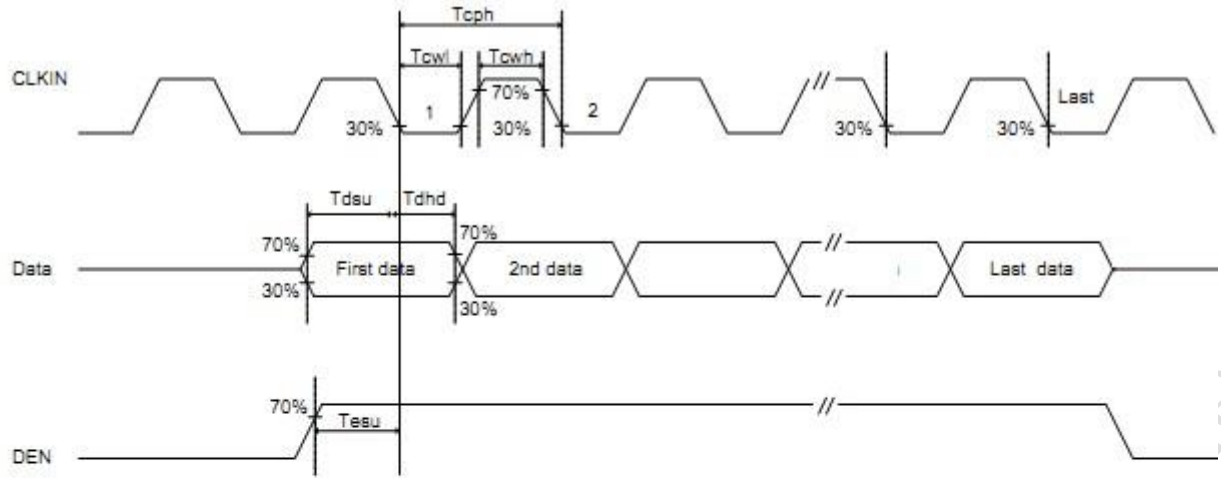 Tcph
Tcwl Tcwh
CLKIN
70%
1 2 Last
30% 30% 30% 30%
Tdsu Tdhd
70% 70%
Data First data 2nd data Last data
30% 30%
70%
Tesu
DEN